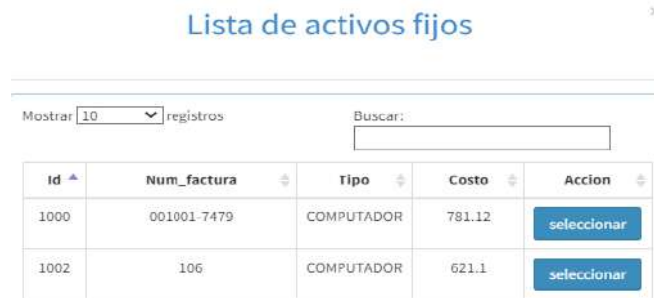 Lista de activos fijos
Mostrar 10 registros
Buscar:
Id Num_factura Tipo Costo Accion
1000 001001-7479 COMPUTADOR 781.12 seleccionar
1002 106 COMPUTADOR 621.1 seleccionar